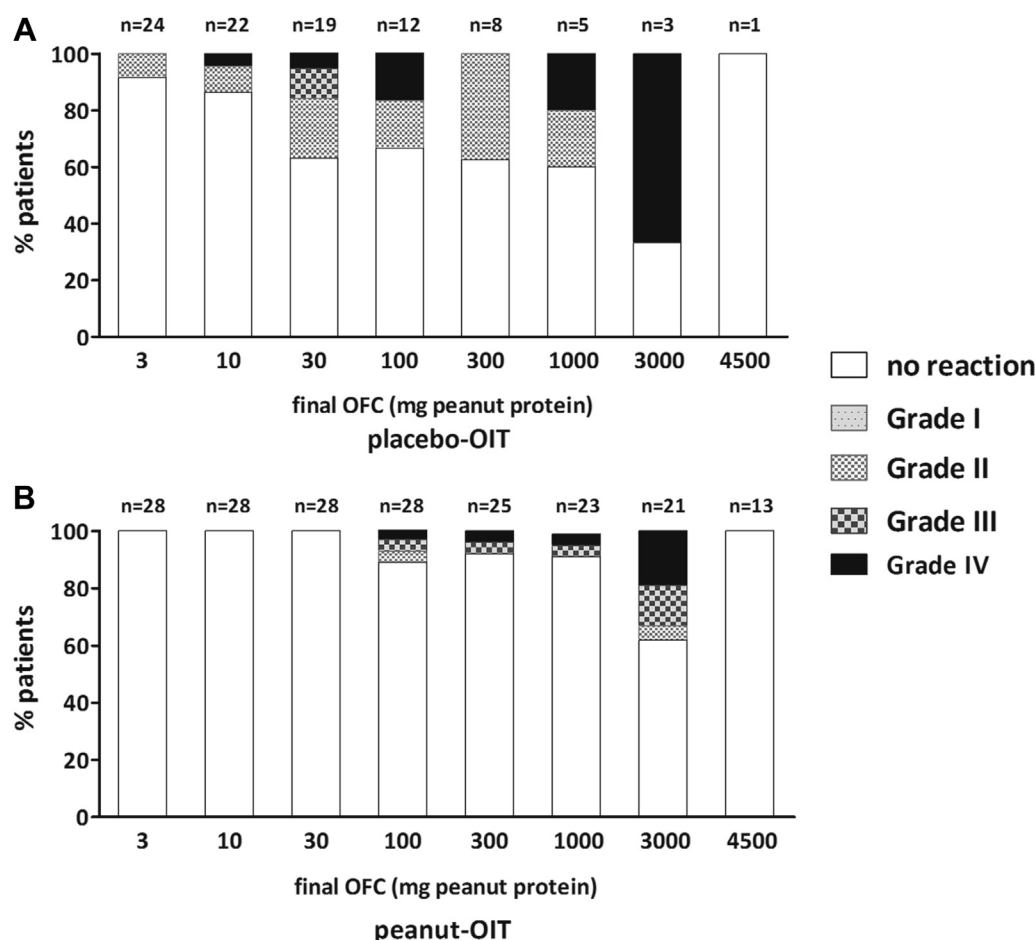 A
n=24 n=22 n=19 n=12 n=8 n=5 n=3 n=1
100
80
60
40
20
0
% patients
3 10 30 100 300 1000 3000 4500
final OFC (mg peanut protein)
placebo-OIT
no reaction
Grade I
Grade II
Grade III
Grade IV
B
n=28 n=28 n=28 n=28 n=25 n=23 n=21 n=13
100
80
60
40
20
0
% patients
3 10 30 100 300 1000 3000 4500
final OFC (mg peanut protein)
peanut-OIT